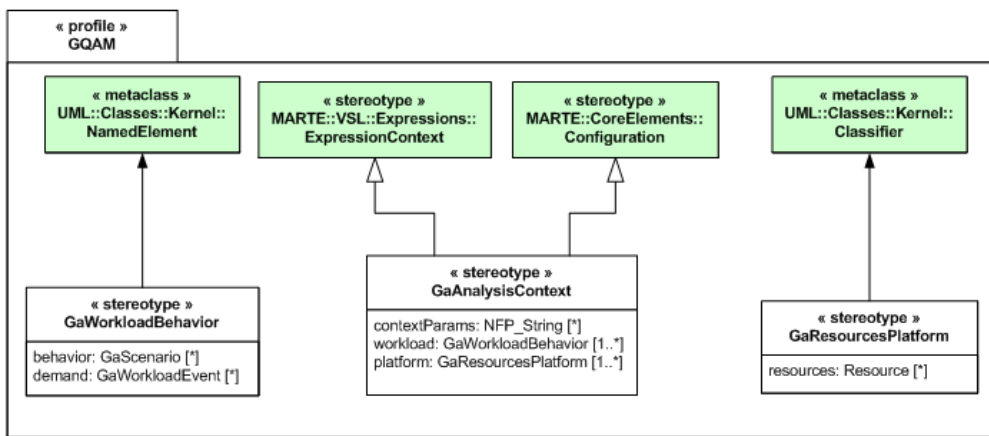 « profile »
GQAM
« metaclass »
UML::Classes::Kernel::
NamedElement
« stereotype »
MARTE::VSL::Expressions::
ExpressionContext
« stereotype »
MARTE::CoreElements::
Configuration
« metaclass »
UML::Classes::Kernel::
Classifier
« stereotype »
GaWorkloadBehavior
behavior: GaScenario [*]
demand: GaWorkloadEvent [*]
« stereotype »
GaAnalysisContext
contextParams: NFP_String [*]
workload: GaWorkloadBehavior [1..*]
platform: GaResourcesPlatform [1..*]
« stereotype »
GaResourcesPlatform
resources: Resource [*]